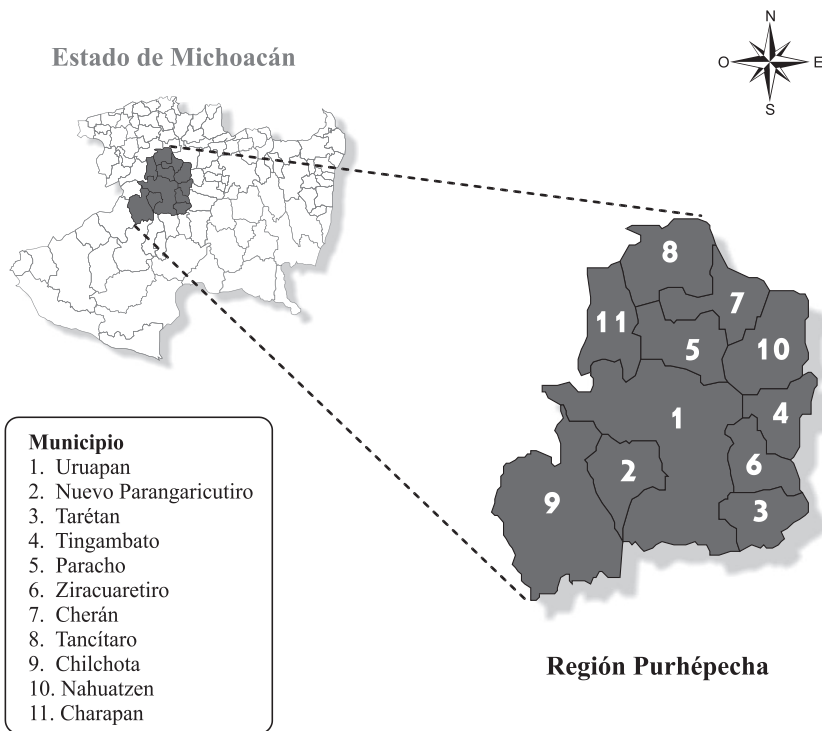 Estado de Michoacán
N
O
E
S
8
7
11
5
10
1
4
2
6
9
3
Municipio
1. Uruapan
2. Nuevo Parangaricutiro
3. Tarétan
4. Tingambato
5. Paracho
6. Ziracuaretiro
7. Cherán
8. Tancítaro
9. Chilchota
10. Nahuatzen
11. Charapan
Región Purhépecha